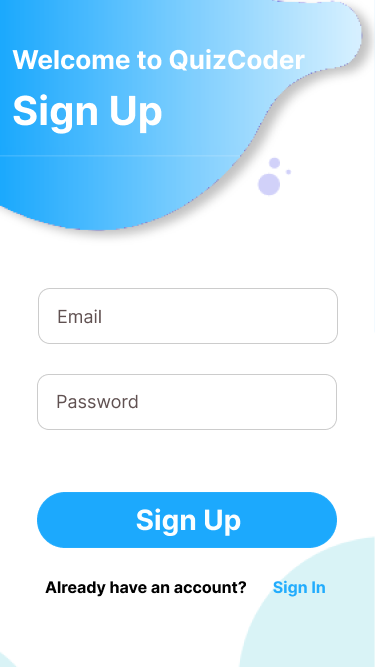 Welcome to QuizCoder
Sign Up
Email
Password
Sign Up
Already have an account? Sign In